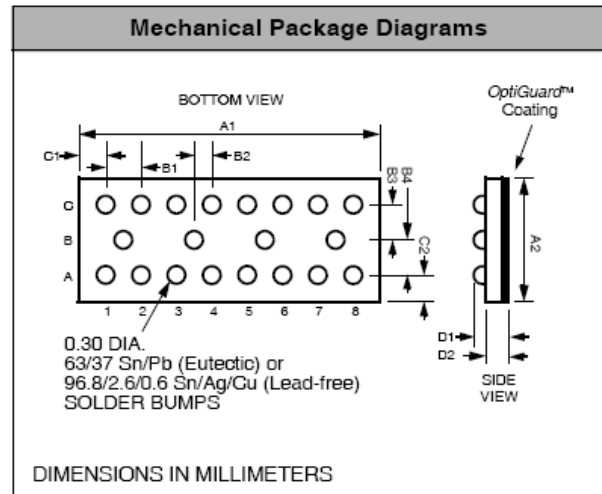 Mechanical Package Diagrams
BOTTOM VIEW
OptiGuard™
Coating
A1
C1
B1
B2
B3
B4
C
B
A
C2
A2
1 2 3 4 5 6 7 8
0.30 DIA.
63/37 Sn/Pb (Eutectic) or
96.8/2.6/0.6 Sn/Ag/Cu (Lead-free)
SOLDER BUMPS
D1
D2
SIDE
VIEW
DIMENSIONS IN MILLIMETERS